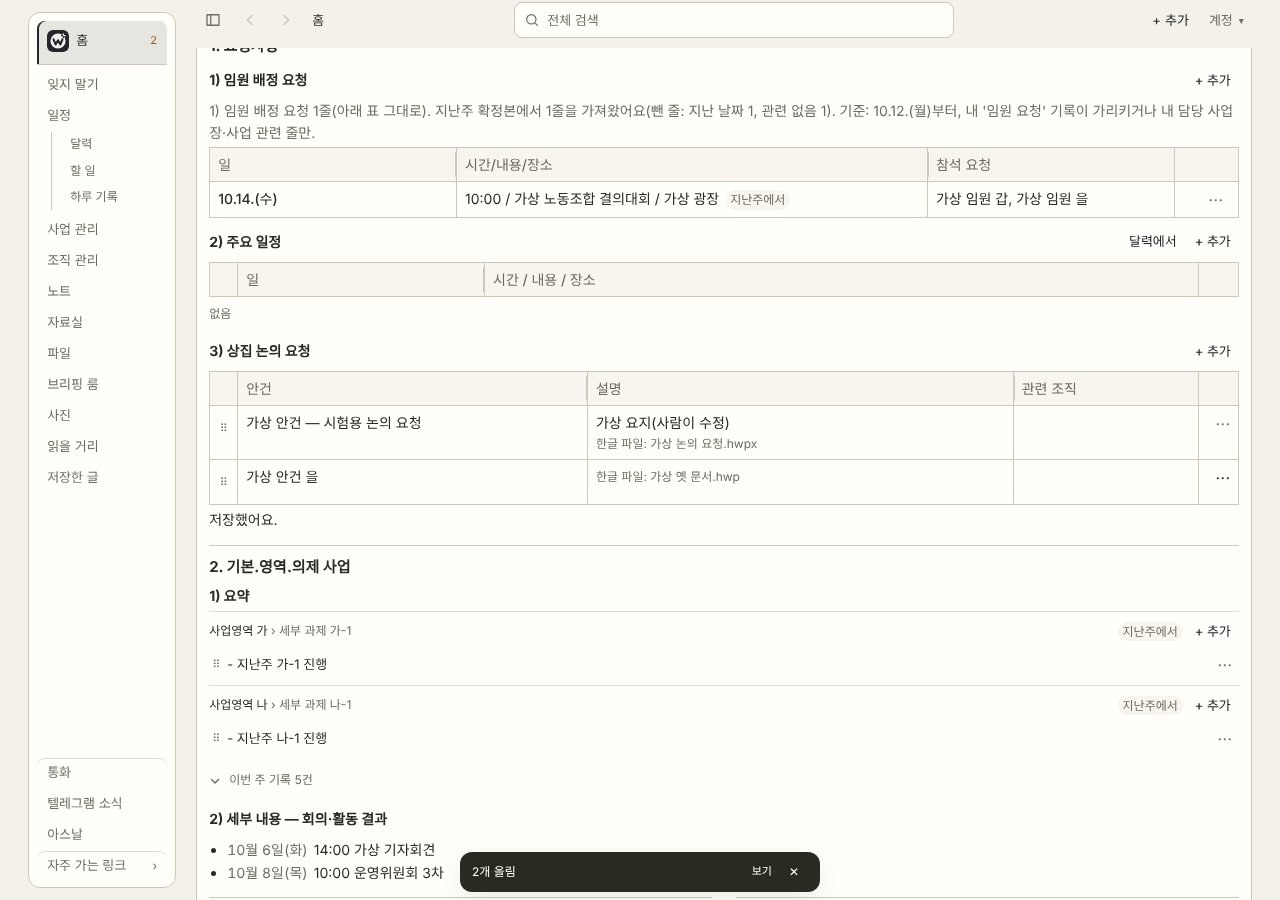 홈 2
잊지 말기
일정
달력
할 일
하루 기록
사업 관리
조직 관리
노트
자료실
파일
브리핑 룸
사진
읽을 거리
저장한 글
통화
텔레그램 소식
아스날
자주 가는 링크 ›
홈
전체 검색
+ 추가 계정 ▾
1) 임원 배정 요청 + 추가
1) 임원 배정 요청 1줄(아래 표 그대로). 지난주 확정본에서 1줄을 가져왔어요(뺀 줄: 지난 날짜 1, 관련 없음 1). 기준: 10.12.(월)부터, 내 '임원 요청' 기록이 가리키거나 내 담당 사업
장·사업 관련 줄만.
일 시간/내용/장소 참석 요청
10.14.(수) 10:00 / 가상 노동조합 결의대회 / 가상 광장 지난주에서 가상 임원 갑, 가상 임원 을 ···
2) 주요 일정 달력에서 + 추가
일 시간 / 내용 / 장소
없음
3) 상집 논의 요청 + 추가
안건 설명 관련 조직
가상 안건 — 시험용 논의 요청 가상 요지(사람이 수정) ···
한글 파일: 가상 논의 요청.hwpx
가상 안건 을 한글 파일: 가상 옛 문서.hwp ···
저장했어요.
2. 기본.영역.의제 사업
1) 요약
사업영역 가 › 세부 과제 가-1 지난주에서 + 추가
- 지난주 가-1 진행 ···
사업영역 나 › 세부 과제 나-1 지난주에서 + 추가
- 지난주 나-1 진행 ···
이번 주 기록 5건
2) 세부 내용 — 회의·활동 결과
• 10월 6일(화) 14:00 가상 기자회견
• 10월 8일(목) 10:00 운영위원회 3차
2개 올림 보기 ✕